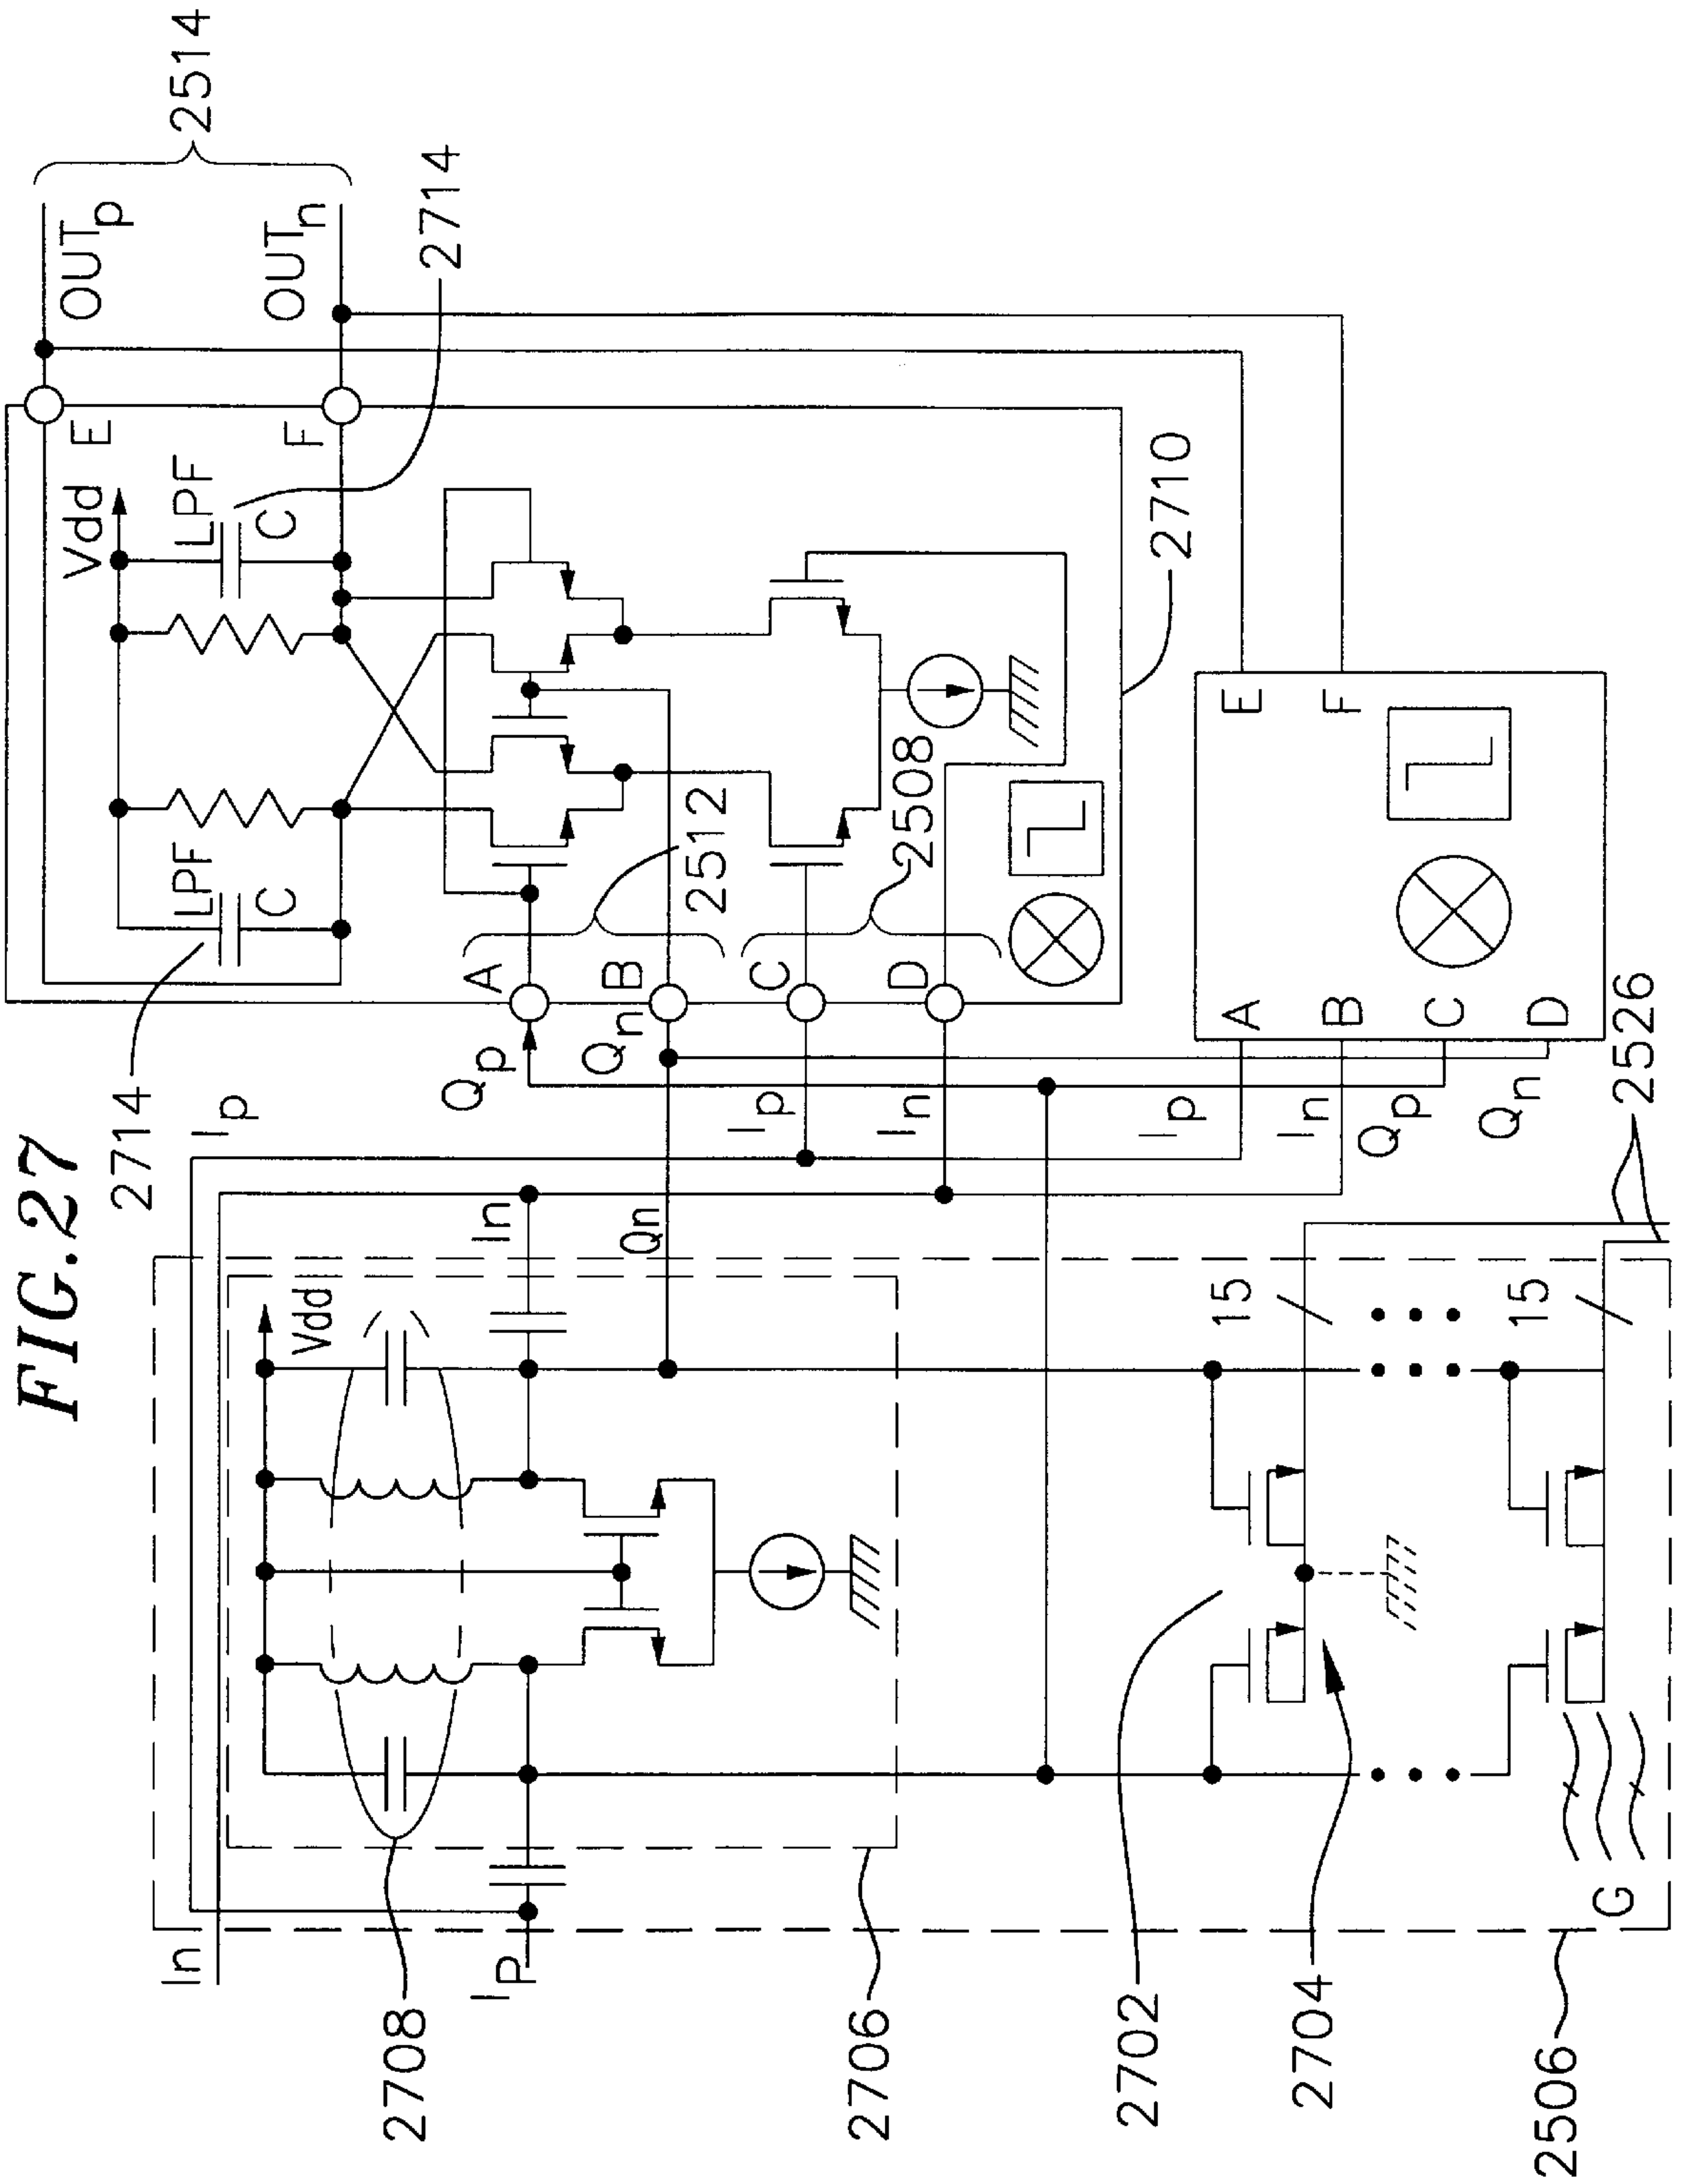 FIG.27
2514
OUTp
OUTn
2714
E
F
Vdd
LPF
C
LPF
C
2714
A
B
C
D
2512
2508
2710
Qp
Qn
Ip
In
Ip
Ip
In
Qp
Qn
A
B
C
D
E
F
2526
In
Qn
Vdd
15
15
In
IP
2708
2706
2702
2704
2506
G